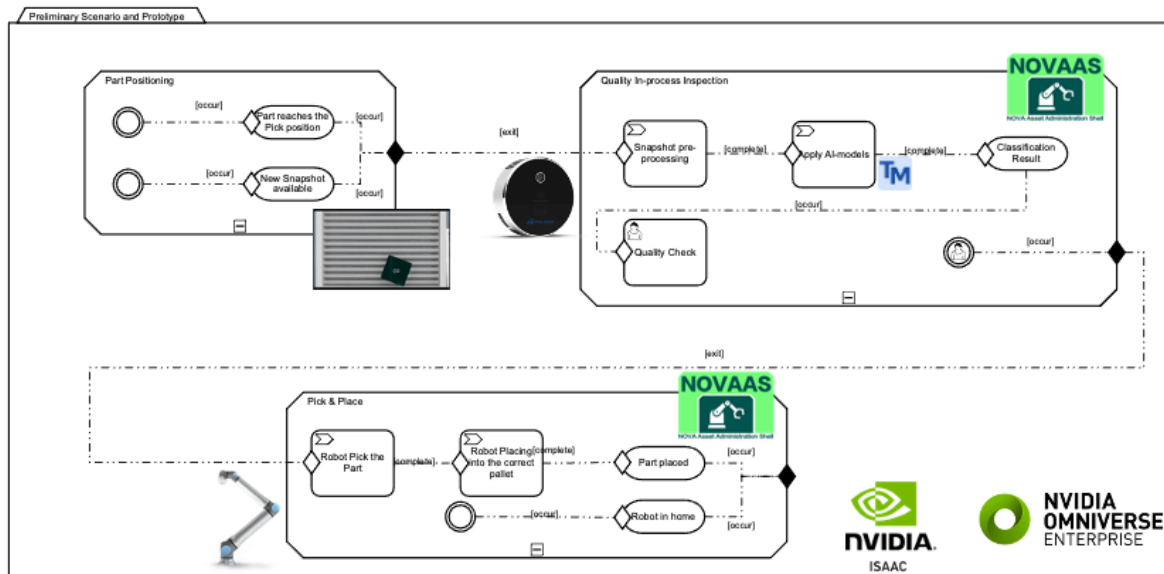 Preliminary Scenario and Prototype
Part Positioning
[occur]
Part reaches the
Pick position
[occur]
[occur]
New Snapshot
available
[occur]
[exit]
Quality In-process Inspection
NOVAAS
NOVA Asset Administration Shell
Snapshot pre-
processing
[complete]
Apply AI-models
TM
[complete]
Classification
Result
[occur]
Quality Check
[occur]
[exit]
Pick & Place
NOVAAS
NOVA Asset Administration Shell
Robot Pick the
Part
[complete]
Robot Placing
into the correct
pallet
[complete]
Part placed
[occur]
[occur]
Robot in home
[occur]
NVIDIA.
ISAAC
NVIDIA
OMNIVERSE
ENTERPRISE